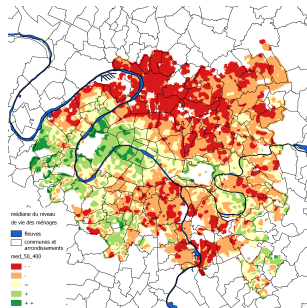 médiane du niveau
de vie des ménages
fleuves
communes et
arrondissements
med_50_400
- -
-
=
+
+ +